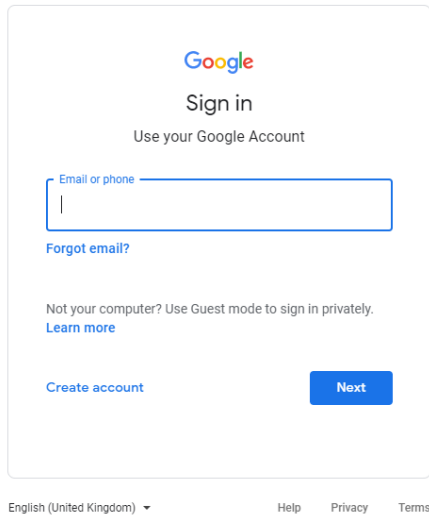 Google
Sign in
Use your Google Account
Email or phone
Forgot email?
Not your computer? Use Guest mode to sign in privately.
Learn more
Create account
Next
English (United Kingdom)
Help
Privacy
Terms